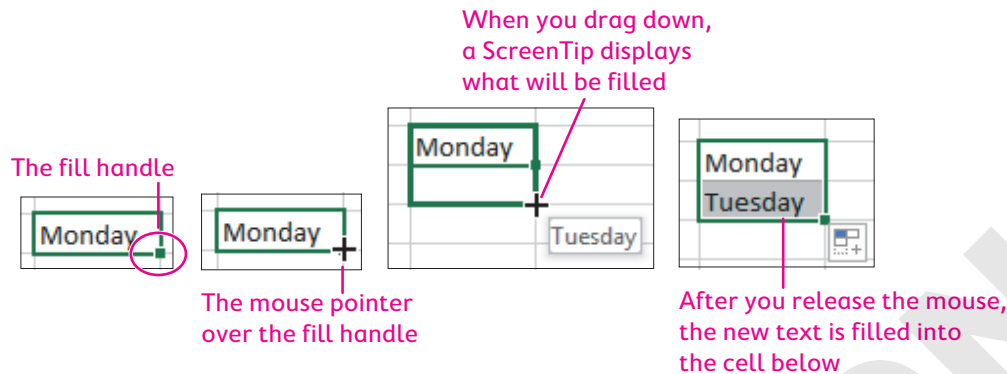 When you drag down,
a ScreenTip displays
what will be filled
The fill handle
Monday
Monday
The mouse pointer
over the fill handle
Monday
Tuesday
Monday
Tuesday
After you release the mouse,
the new text is filled into
the cell below